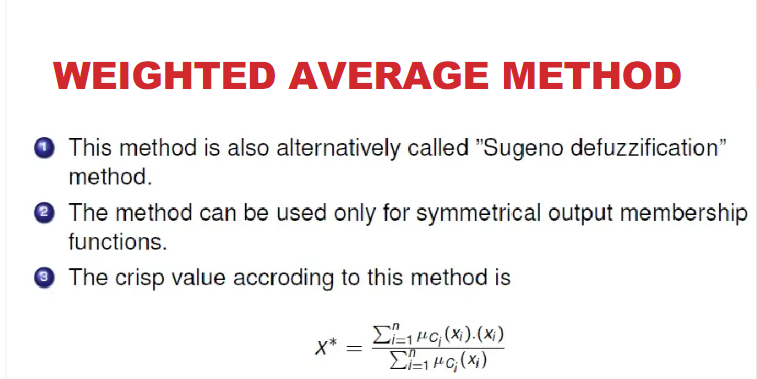 WEIGHTED AVERAGE METHOD
1 This method is also alternatively called ”Sugeno defuzzification”
method.
2 The method can be used only for symmetrical output membership
functions.
3 The crisp value accroding to this method is
X* = \frac{\sum_{i=1}^{n} \mu_{C_i}(x_i).(x_i)}{\sum_{i=1}^{n} \mu_{C_i}(x_i)}